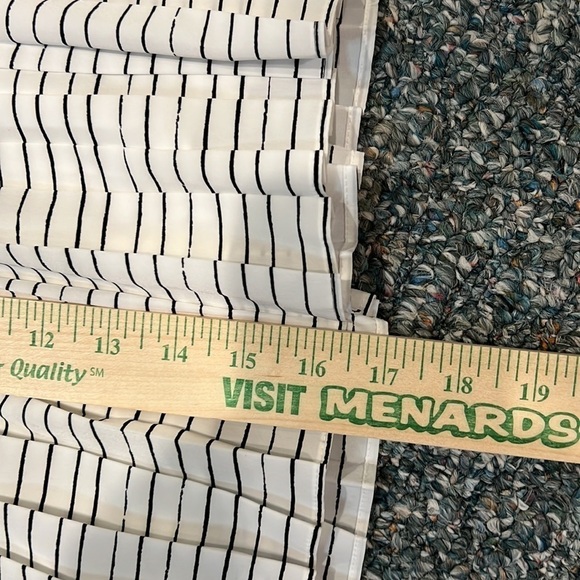 12 13 14 15 16 17 18 19
Quality SM
VISIT MENARDS